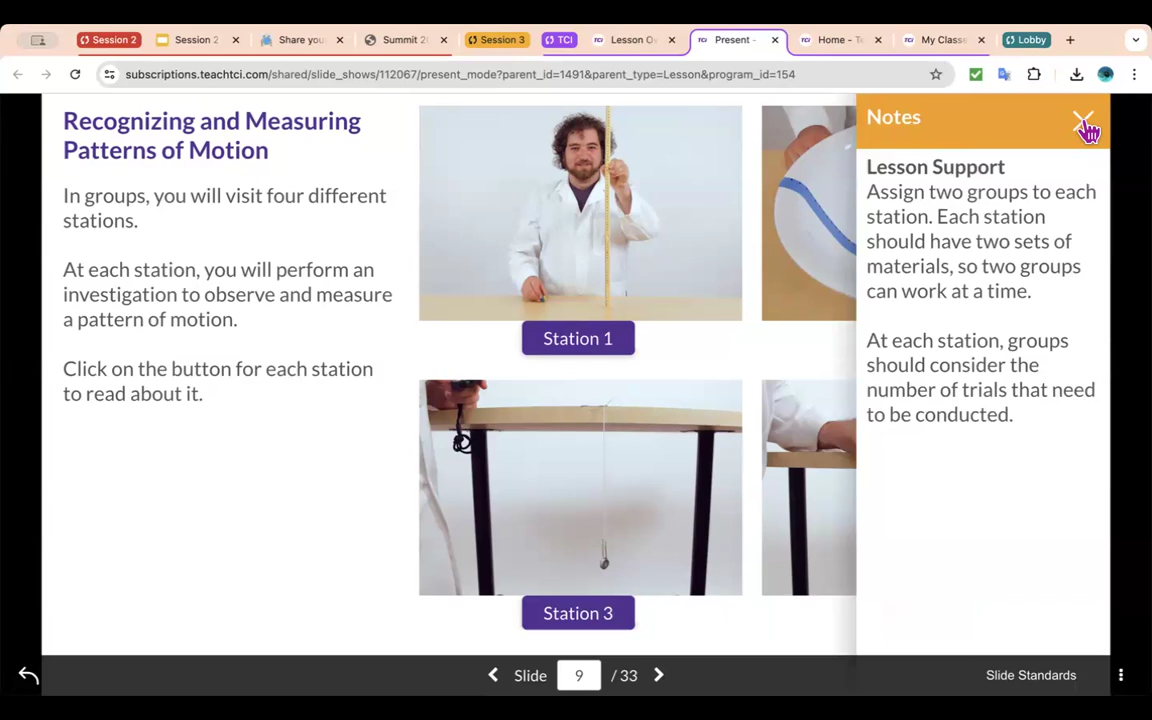 Session 2
Session 2
Share you
Summit 2
Session 3
TCI
Lesson O
Present -
Home - T
My Classe
Lobby
subscriptions.teachtci.com/shared/slide_shows/112067/present_mode?parent_id=1491&parent_type=Lesson&program_id=154
Recognizing and Measuring
Patterns of Motion
In groups, you will visit four different
stations.
At each station, you will perform an
investigation to observe and measure
a pattern of motion.
Click on the button for each station
to read about it.
Station 1
Station 3
Notes
Lesson Support
Assign two groups to each
station. Each station
should have two sets of
materials, so two groups
can work at a time.
At each station, groups
should consider the
number of trials that need
to be conducted.
Slide 9 / 33
Slide Standards